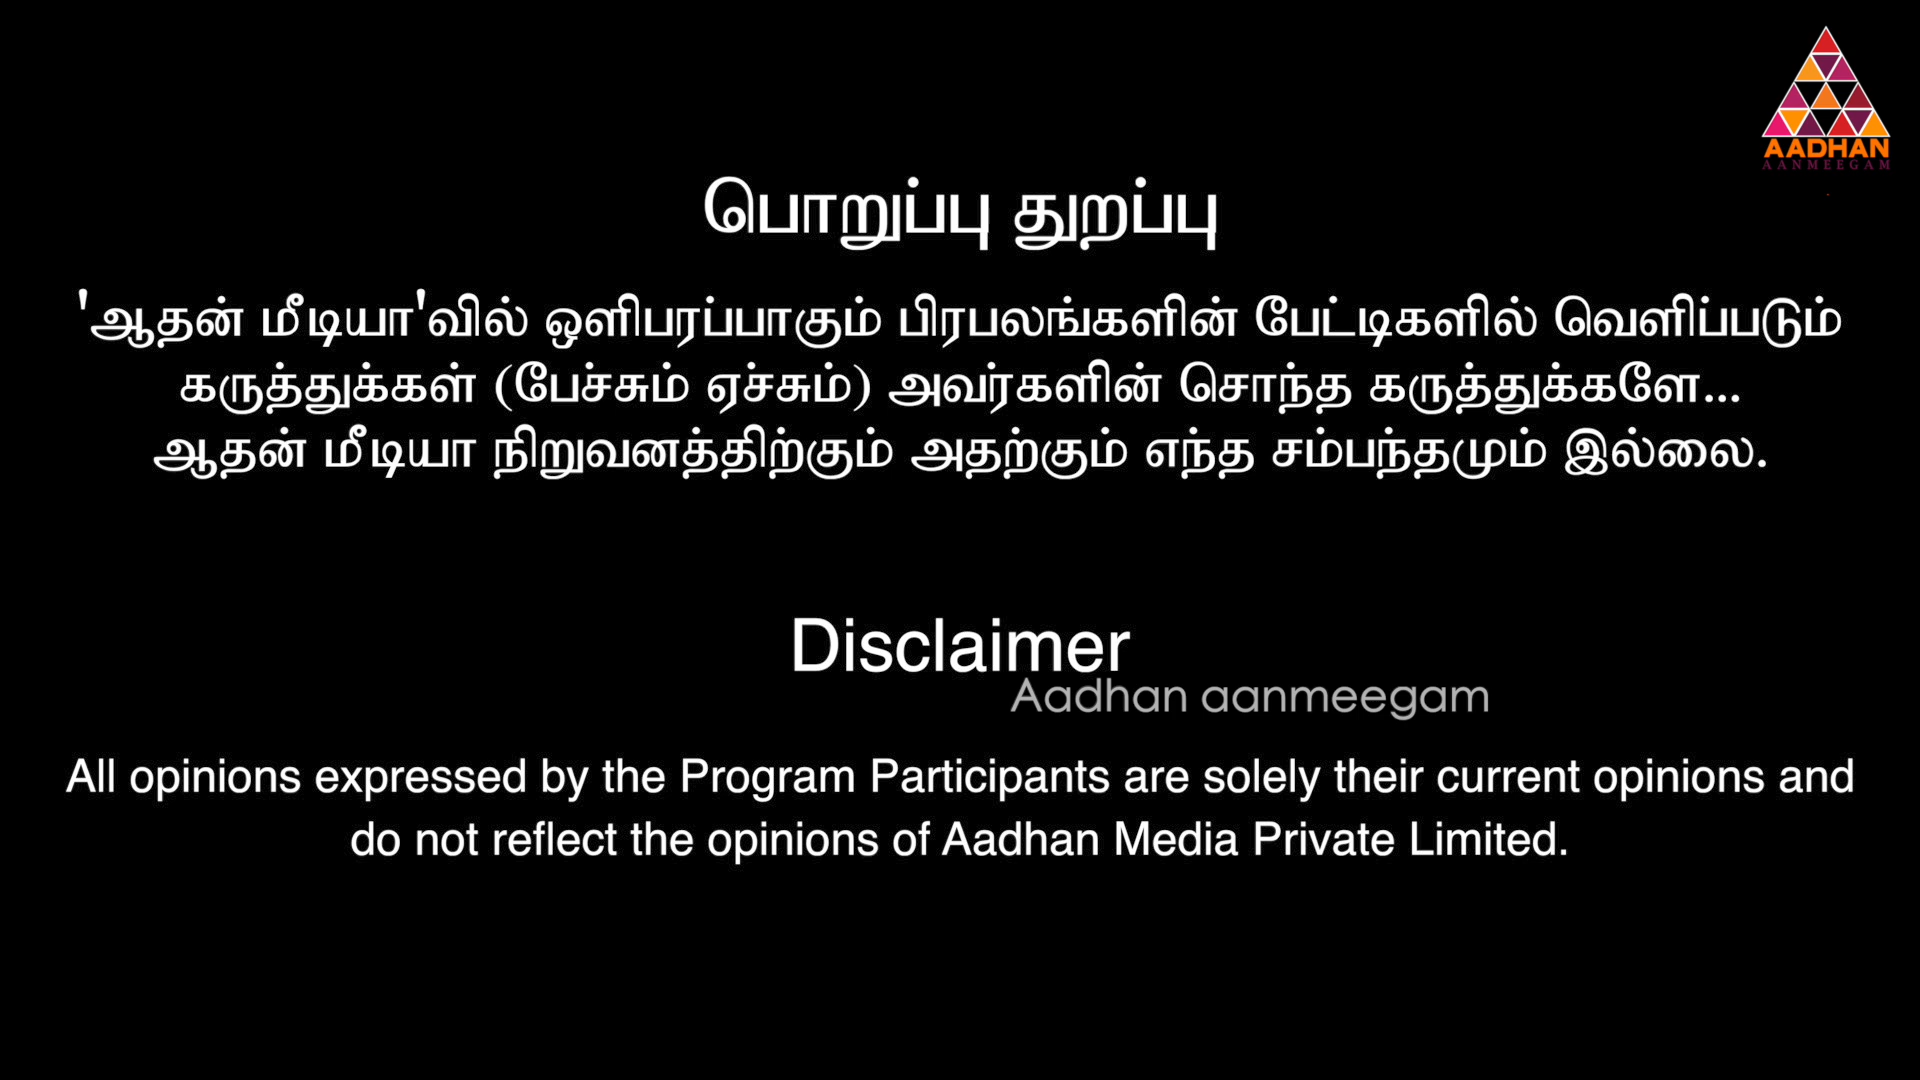 AADHAN
AANMEEGAM
பொறுப்பு துறப்பு
'ஆதன் மீடியா'வில் ஒளிபரப்பாகும் பிரபலங்களின் பேட்டிகளில் வெளிப்படும்
கருத்துக்கள் (பேச்சும் ஏச்சும்) அவர்களின் சொந்த கருத்துக்களே...
ஆதன் மீடியா நிறுவனத்திற்கும் அதற்கும் எந்த சம்பந்தமும் இல்லை.
Disclaimer
Aadhan aanmeegam
All opinions expressed by the Program Participants are solely their current opinions and
do not reflect the opinions of Aadhan Media Private Limited.